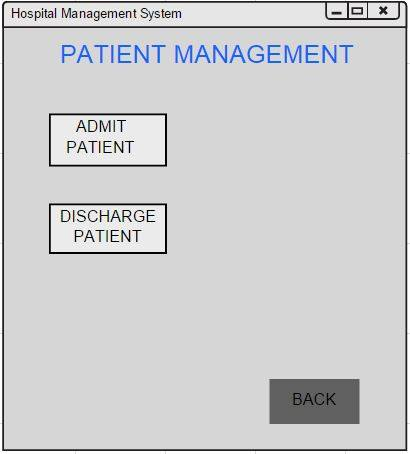 Hospital Management System
PATIENT MANAGEMENT
ADMIT
PATIENT
DISCHARGE
PATIENT
BACK